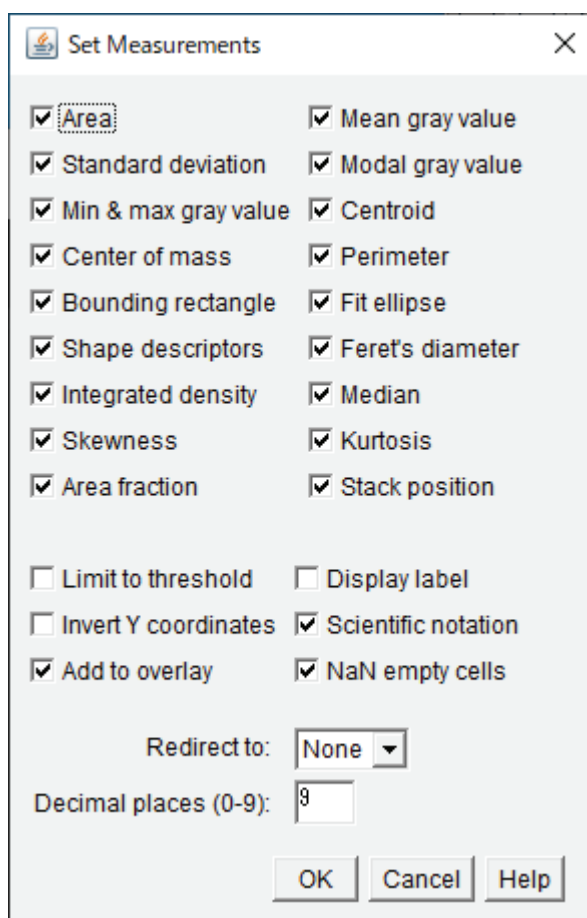 Set Measurements
Area Mean gray value
Standard deviation Modal gray value
Min & max gray value Centroid
Center of mass Perimeter
Bounding rectangle Fit ellipse
Shape descriptors Feret's diameter
Integrated density Median
Skewness Kurtosis
Area fraction Stack position
Limit to threshold Display label
Invert Y coordinates Scientific notation
Add to overlay NaN empty cells
Redirect to: None
Decimal places (0-9): 9
OK Cancel Help